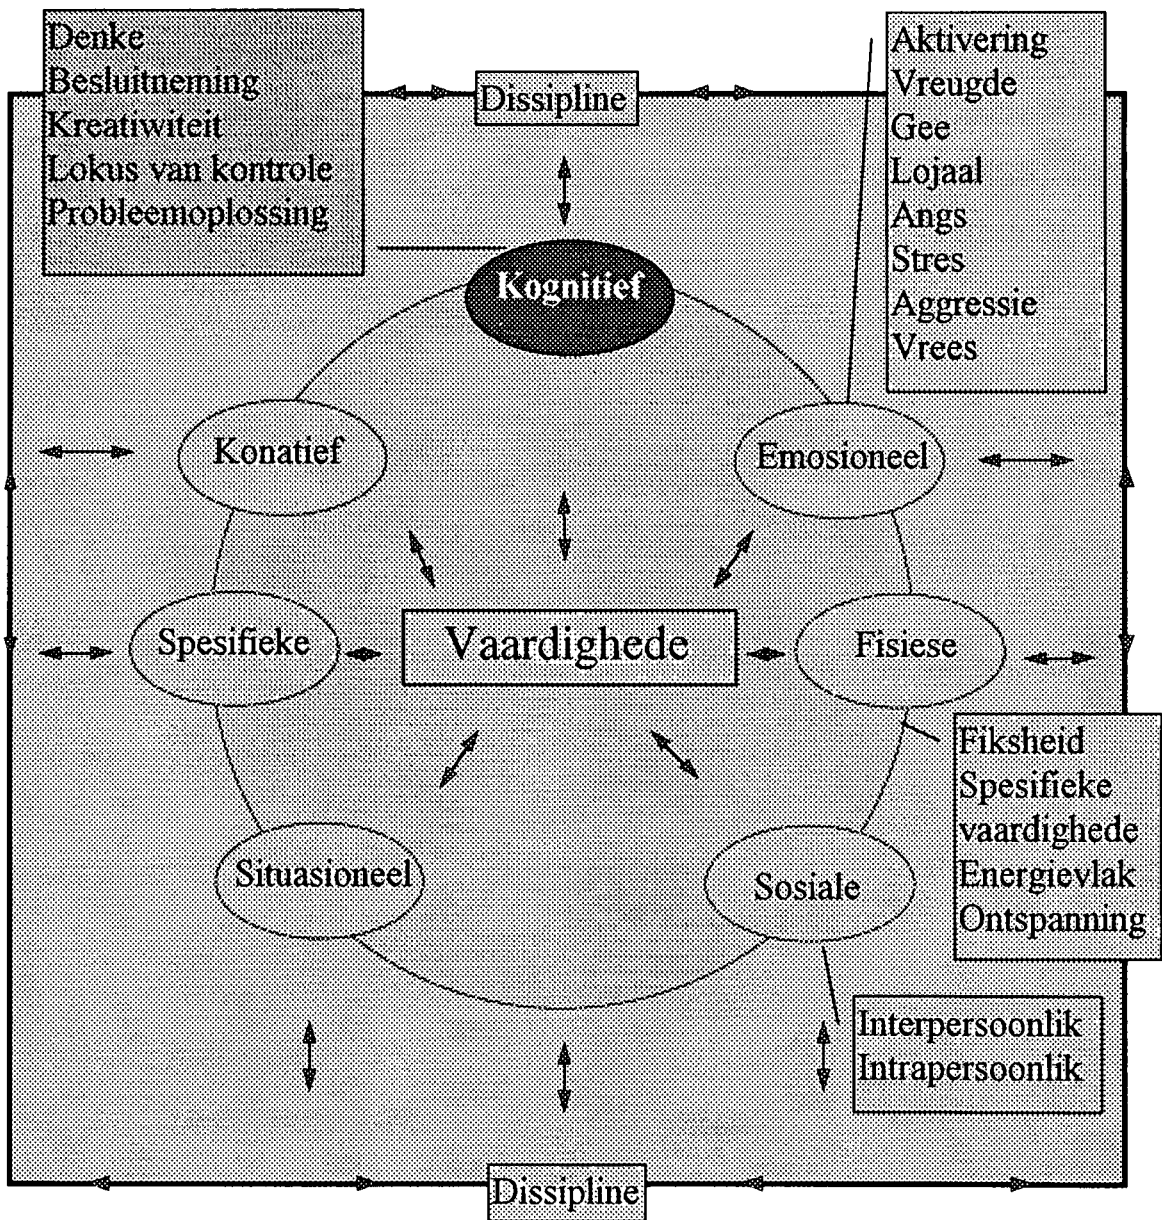 Denke
Besluitneming
Kreatiwiteit
Lokus van kontrole
Probleemoplossing
Dissipline
Aktivering
Vreugde
Gee
Lojaal
Angs
Stres
Aggressie
Vrees
Kognitief
Konatief
Emosioneel
Spesifieke
Vaardighede
Fisiese
Fiksheid
Spesifieke
vaardighede
Energievlak
Ontspanning
Situasioneel
Sosiale
Interpersoonlik
Intrapersoonlik
Dissipline